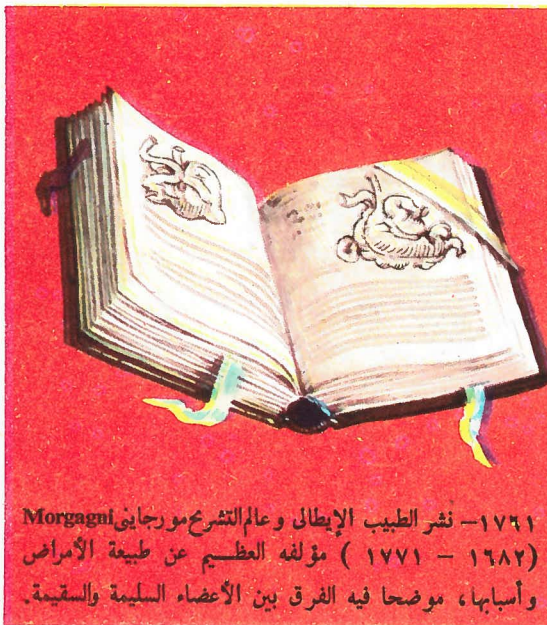 ١٧٦١– نشر الطبيب الإيطالى وعالم التشريح مورجاينى Morgagni
(١٦٨٢ – ١٧٧١ ) مؤلفه العظيم عن طبيعة الأمراض
وأسبابها، موضحا فيه الفرق بين الأعضاء السليمة والسقيمة.